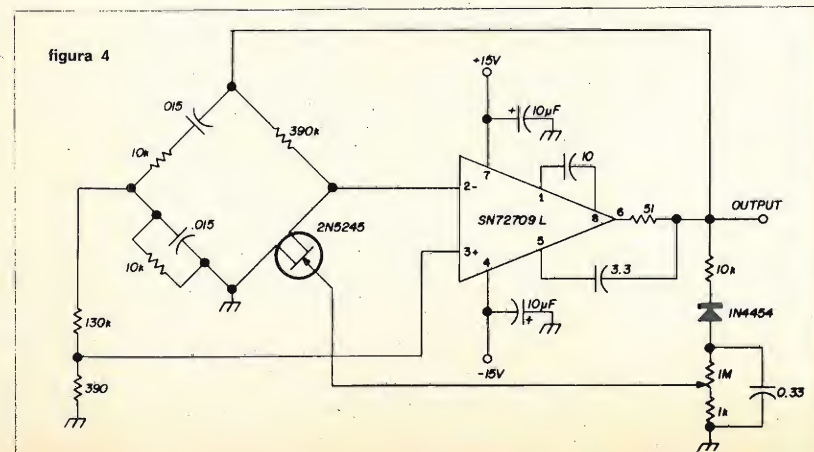 figura 4
.015
10k
390k
.015
10k
2N5245
130k
390
+15V
+
10μF
7
2-
3+
1
10
8
SN72709 L
6
51
5
4
3.3
10μF
+
-15V
OUTPUT
10k
1N4454
1M
1k
0.33